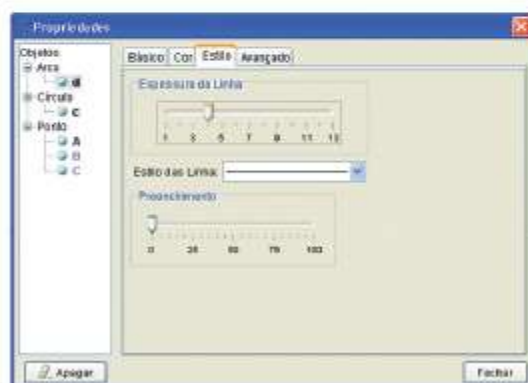 Propriedades
Objetos
Arco
d
Círculo
c
Ponto
A
B
C
Básico Cor Estilo Avançado
Espessura da Linha
1 3 5 7 9 11 13
Estilo das Linha:
Preenchimento
0 25 50 75 100
Apagar
Fechar